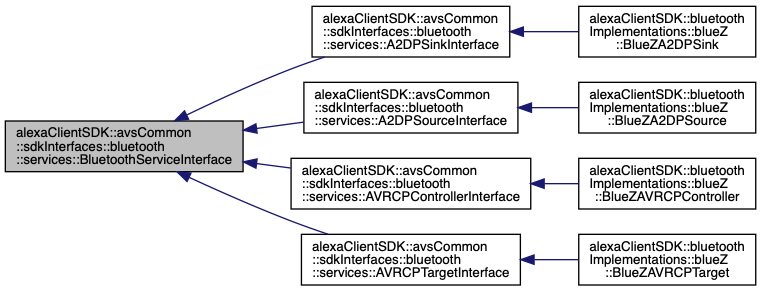 alexaClientSDK::avsCommon
::sdkInterfaces::bluetooth
::services::BluetoothServiceInterface
alexaClientSDK::avsCommon
::sdkInterfaces::bluetooth
::services::A2DPSinkInterface
alexaClientSDK::bluetooth
Implementations::blueZ
::BlueZA2DPSink
alexaClientSDK::avsCommon
::sdkInterfaces::bluetooth
::services::A2DPSourceInterface
alexaClientSDK::bluetooth
Implementations::blueZ
::BlueZA2DPSource
alexaClientSDK::avsCommon
::sdkInterfaces::bluetooth
::services::AVRCPControllerInterface
alexaClientSDK::bluetooth
Implementations::blueZ
::BlueZAVRCPController
alexaClientSDK::avsCommon
::sdkInterfaces::bluetooth
::services::AVRCPTargetInterface
alexaClientSDK::bluetooth
Implementations::blueZ
::BlueZAVRCPTarget